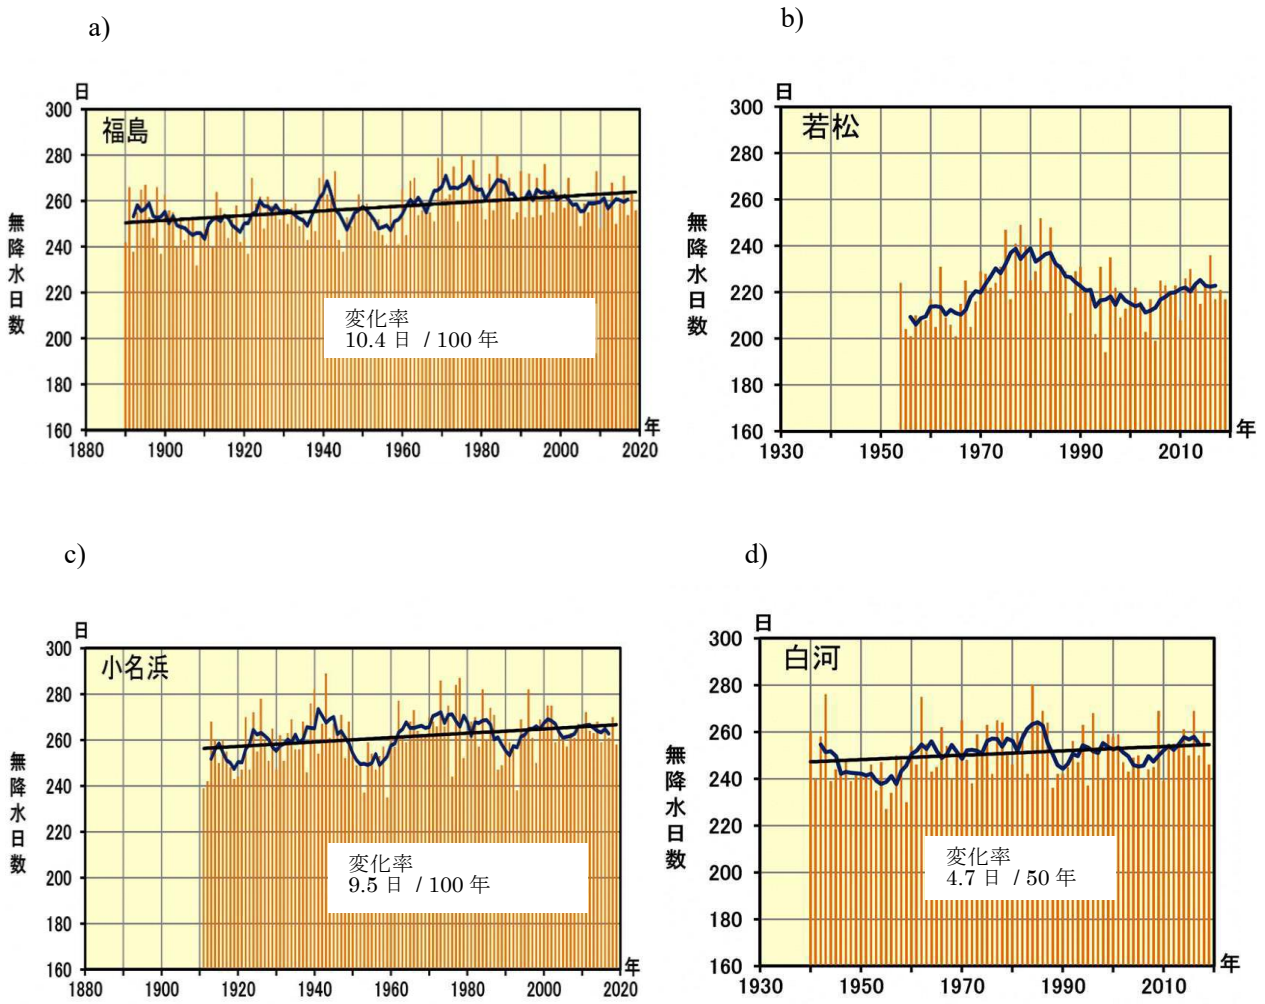 a)
日
福島
300
280
260
240
220
200
180
160
無降水日数
変化率
10.4 日 / 100 年
年
1880
1900
1920
1940
1960
1980
2000
2020
b)
日
若松
300
280
260
240
220
200
180
160
無降水日数
年
1930
1950
1970
1990
2010
c)
日
小名浜
300
280
260
240
220
200
180
160
無降水日数
変化率
9.5 日 / 100 年
年
1880
1900
1920
1940
1960
1980
2000
2020
d)
日
白河
300
280
260
240
220
200
180
160
無降水日数
変化率
4.7 日 / 50 年
年
1930
1950
1970
1990
2010